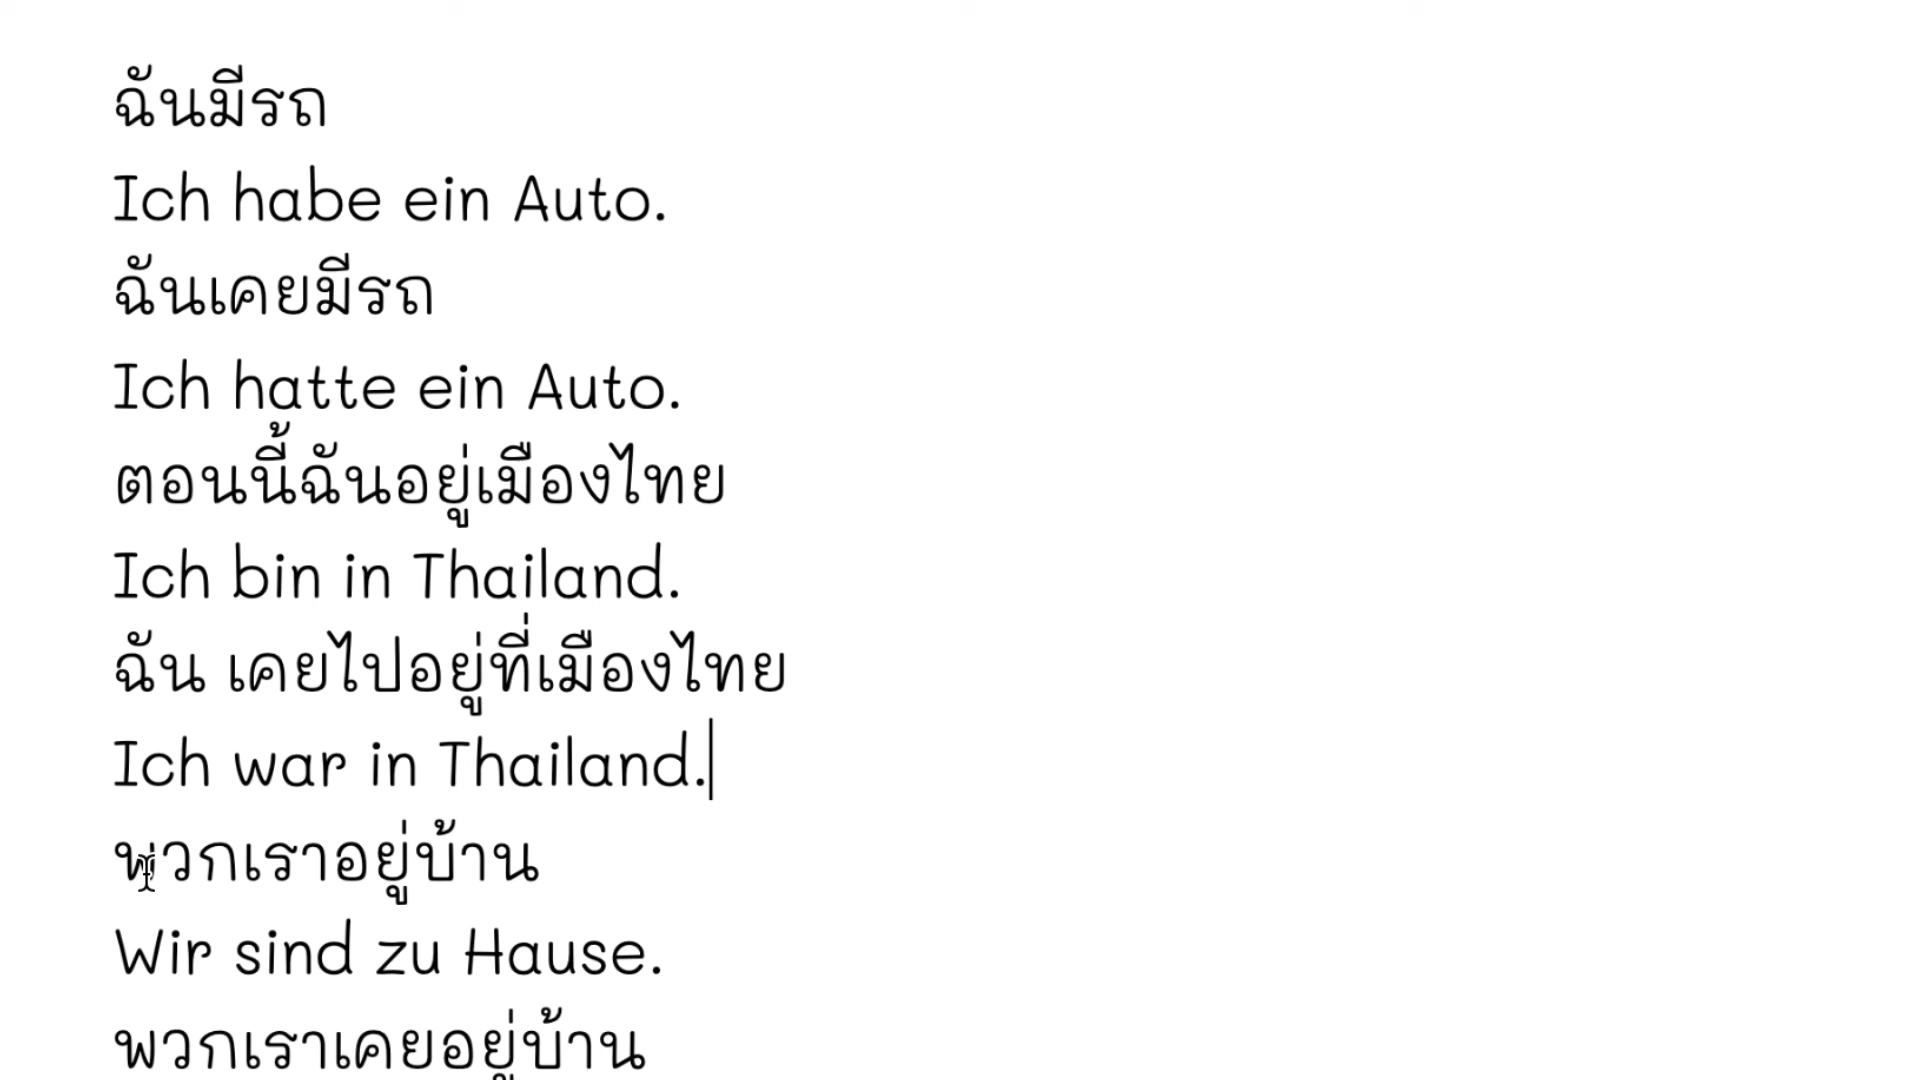 ฉันมีรถ
Ich habe ein Auto.
ฉันเคยมีรถ
Ich hatte ein Auto.
ตอนนี้ฉันอยู่เมืองไทย
Ich bin in Thailand.
ฉัน เคยไปอยู่ที่เมืองไทย
Ich war in Thailand.
พวกเราอยู่บ้าน
Wir sind zu Hause.
พวกเราเคยอยู่บ้าน